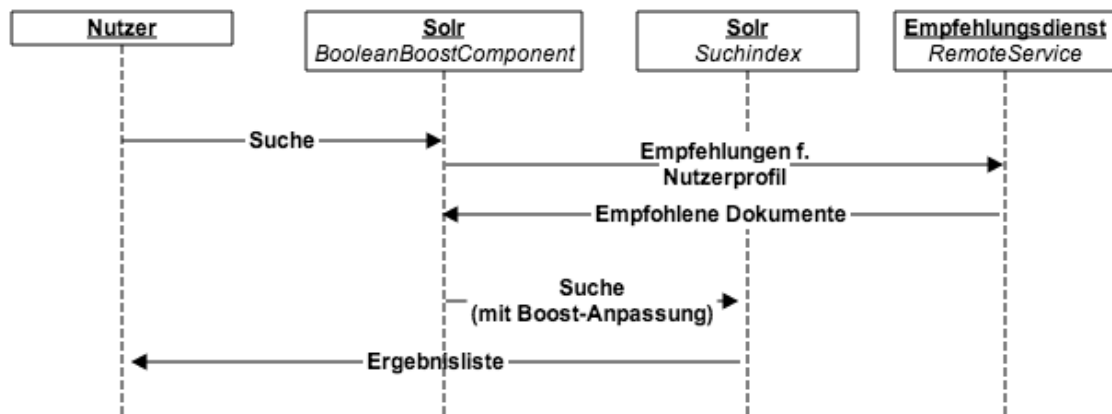 Nutzer
Solr
BooleanBoostComponent
Solr
Suchindex
Empfehlungsdienst
RemoteService
Suche
Empfehlungen f.
Nutzerprofil
Empfohlene Dokumente
Suche
(mit Boost-Anpassung)
Ergebnisliste